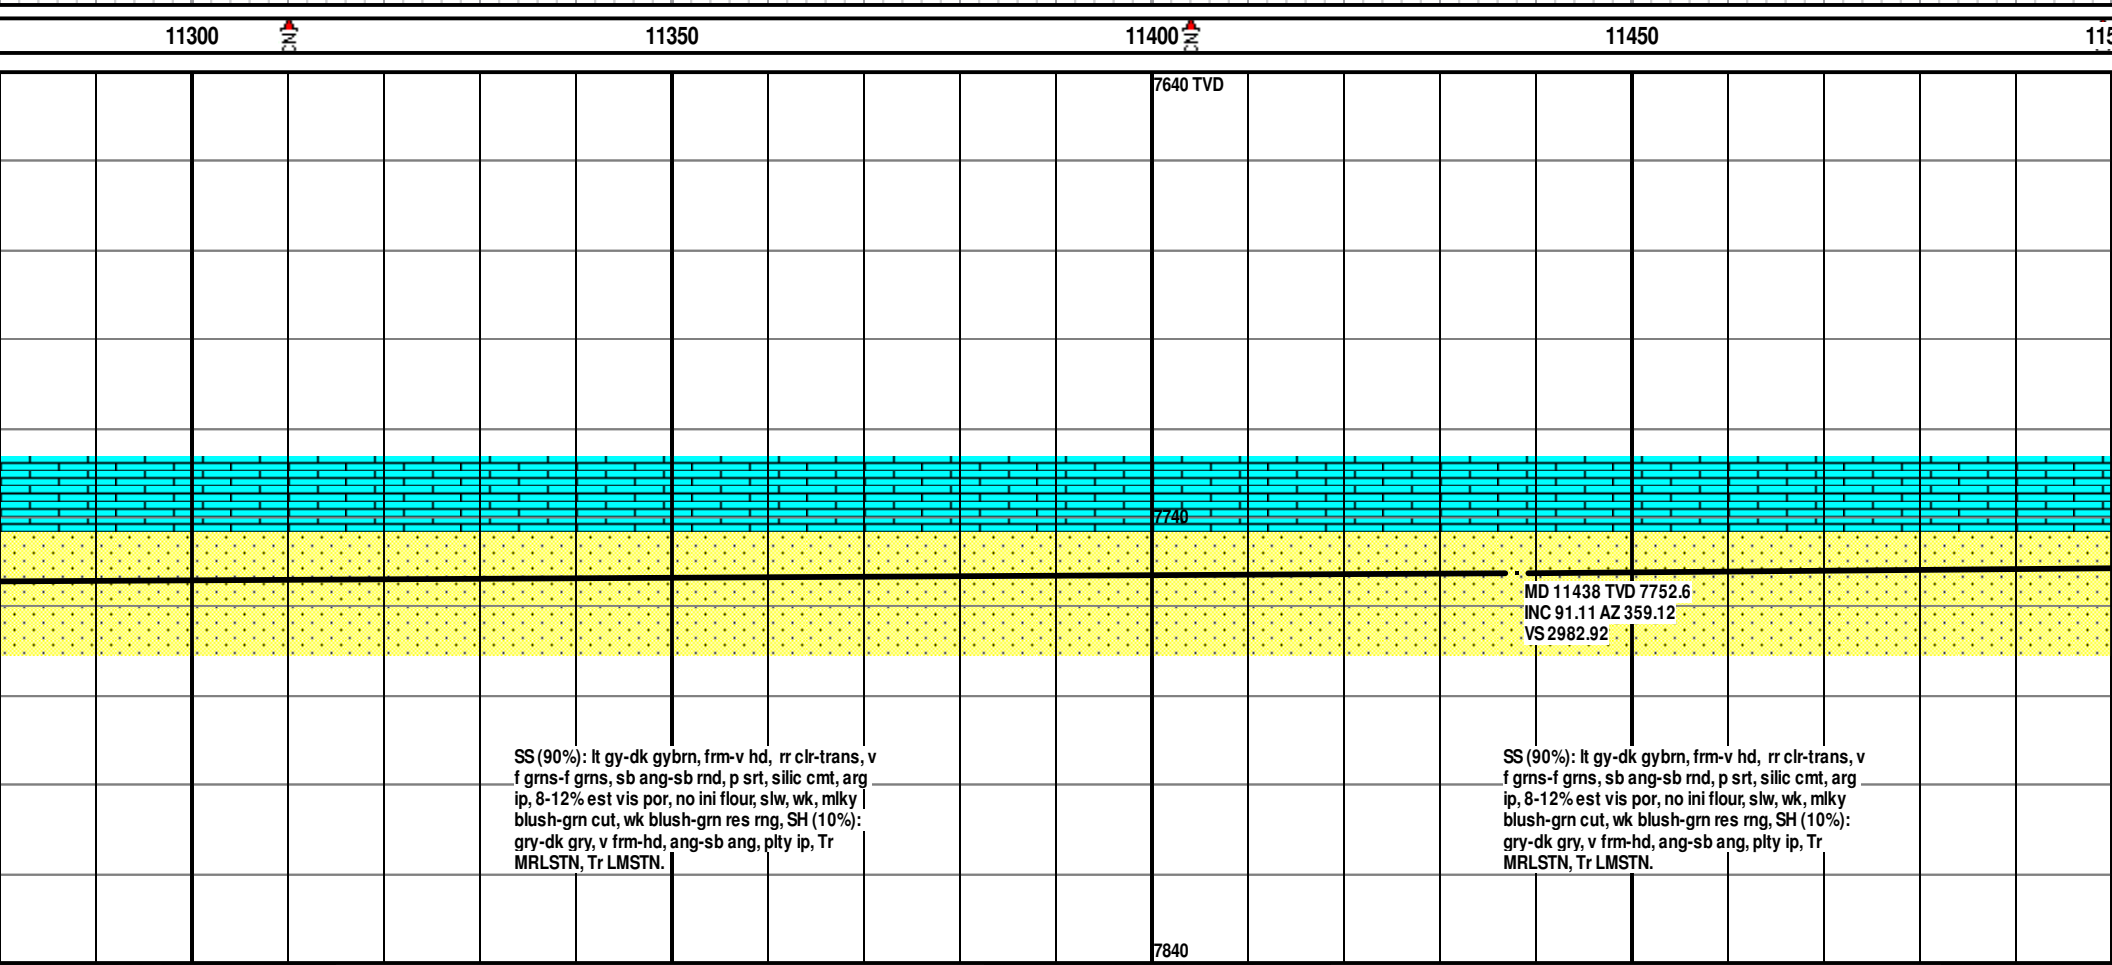 11300 CN 11350 11400 CN 11450
7640 TVD
7740
MD 11438 TVD 7752.6
INC 91.11 AZ 359.12
VS 2982.92
SS (90%): lt gy-dk gybrn, frm-v hd, rr clr-trans, v
f grns-f grns, sb ang-sb rnd, p srt, silic cmt, arg
ip, 8-12% est vis por, no ini flour, slw, wk, mlky
blush-grn cut, wk blush-grn res rng, SH (10%):
gry-dk gry, v frm-hd, ang-sb ang, plty ip, Tr
MRLSTN, Tr LMSTN.
SS (90%): lt gy-dk gybrn, frm-v hd, rr clr-trans, v
f grns-f grns, sb ang-sb rnd, p srt, silic cmt, arg
ip, 8-12% est vis por, no ini flour, slw, wk, mlky
blush-grn cut, wk blush-grn res rng, SH (10%):
gry-dk gry, v frm-hd, ang-sb ang, plty ip, Tr
MRLSTN, Tr LMSTN.
7840